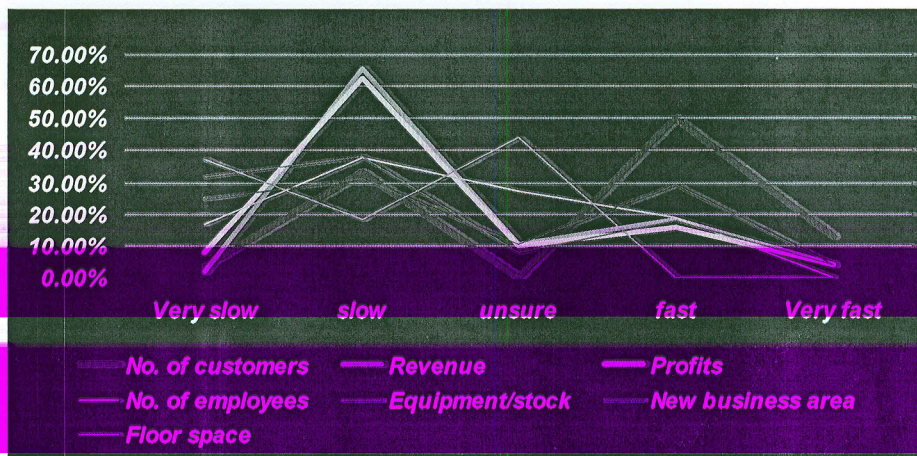 70.00%
60.00%
50.00%
40.00%
30.00%
20.00%
10.00%
0.00%
Very slow slow unsure fast Very fast
No. of customers Revenue Profits
No. of employees Equipment/stock New business area
Floor space